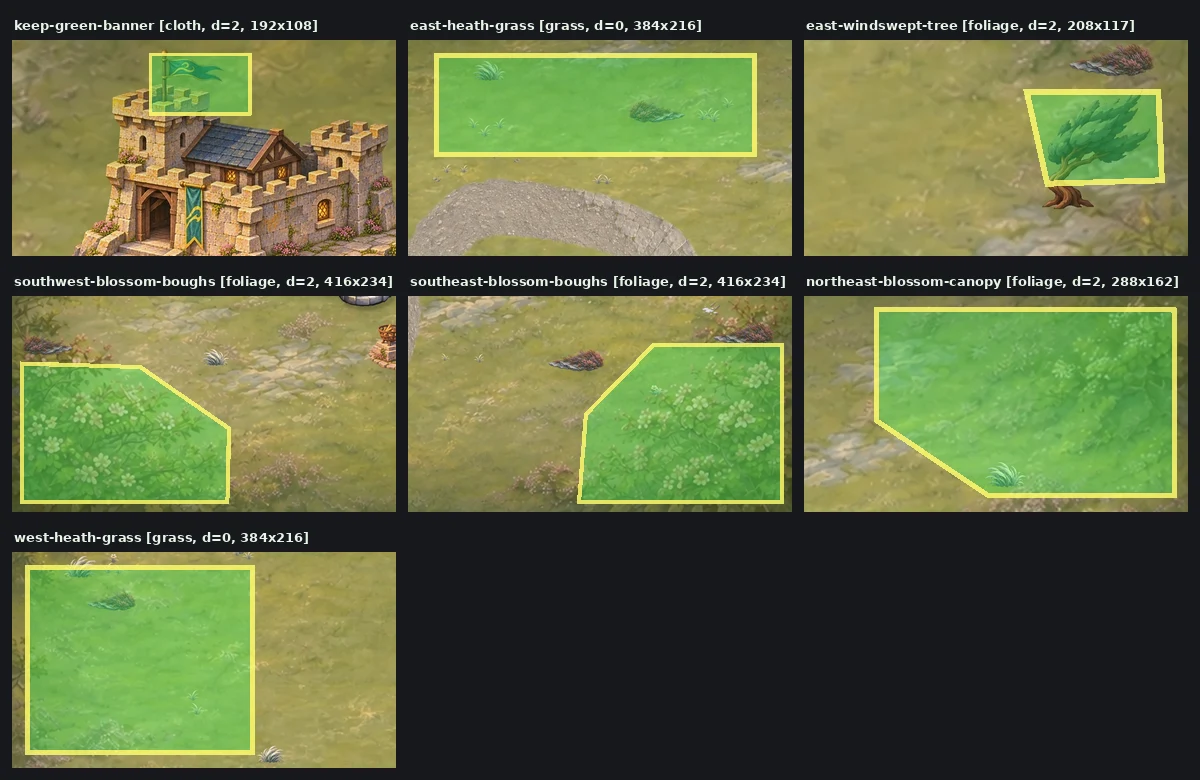 keep-green-banner [cloth, d=2, 192x108]
east-heath-grass [grass, d=0, 384x216]
east-windswept-tree [foliage, d=2, 208x117]
southwest-blossom-boughs [foliage, d=2, 416x234]
southeast-blossom-boughs [foliage, d=2, 416x234]
northeast-blossom-canopy [foliage, d=2, 288x162]
west-heath-grass [grass, d=0, 384x216]